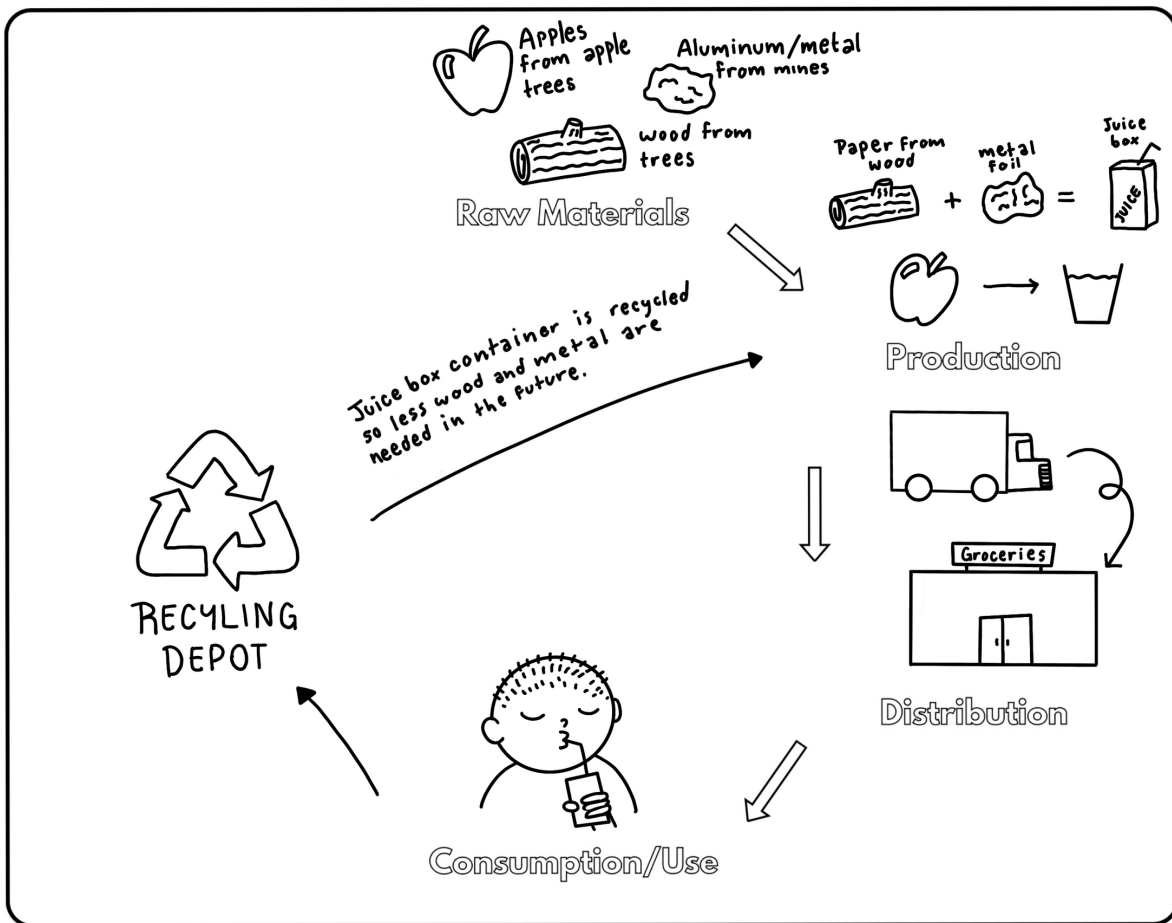 Apples
from apple
trees
Aluminum/metal
from mines
wood from
trees
Raw Materials
Paper from
wood
metal
foil
Juice
box
+
=
JUICE
Production
Juice box container is recycled
so less wood and metal are
needed in the future.
Groceries
Distribution
RECYLING
DEPOT
Consumption/Use